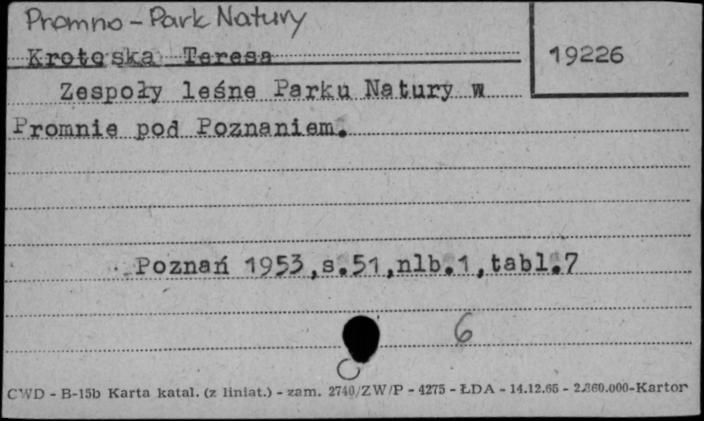 Promno - Park Natury
Krotoska Teresa
19226
Zespoły leśne Parku Natury w
Promnie pod Poznaniem.
Poznań 1953,s.51,nlb.1,tabl.7
6
CWD - B-15b Karta katal. (z liniat.) - zam. 2740/ZW/P - 4275 - ŁDA - 14.12.65 - 2.860.000-Kartor